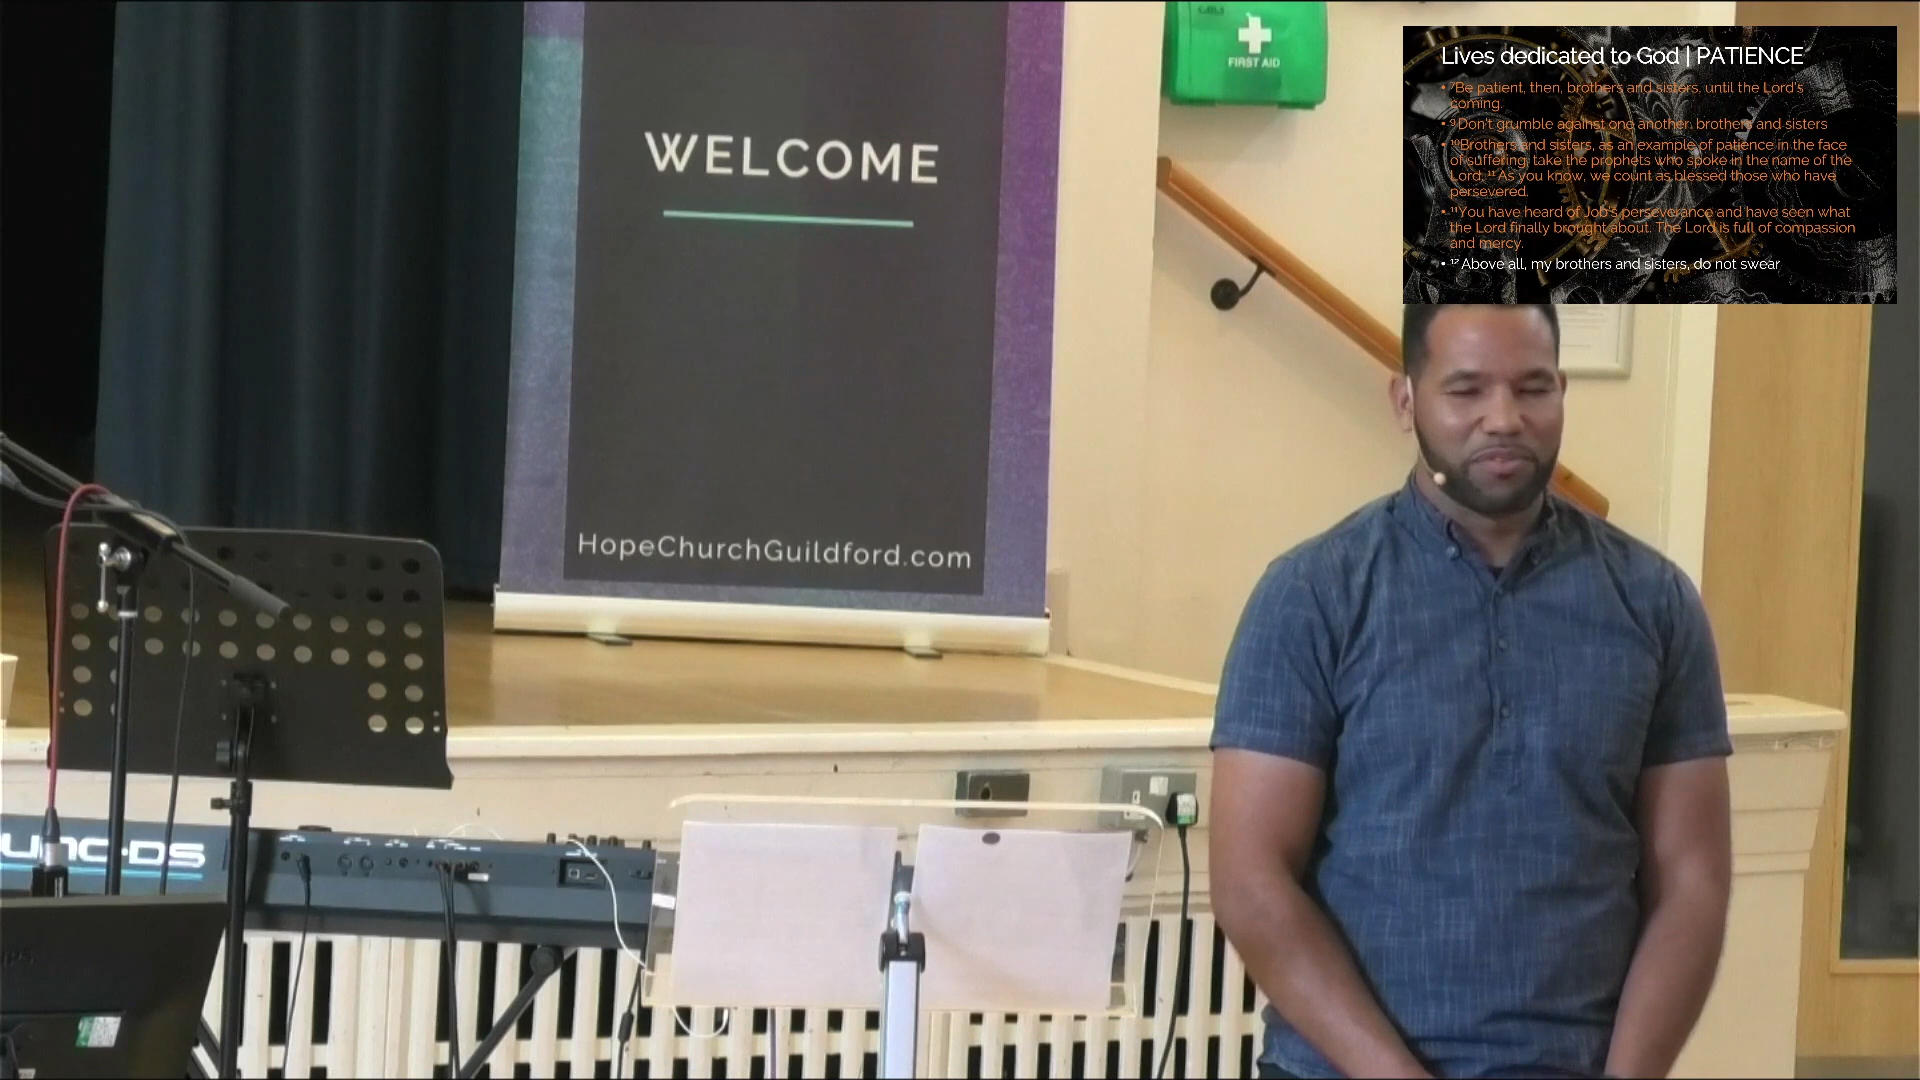 WELCOME
HopeChurchGuildford.com
FIRST AID
Lives dedicated to God | PATIENCE
• ⁷Be patient, then, brothers and sisters, until the Lord's
coming.
• ⁹Don't grumble against one another, brothers and sisters
• ¹⁰Brothers and sisters, as an example of patience in the face
of suffering, take the prophets who spoke in the name of the
Lord. ¹¹As you know, we count as blessed those who have
persevered.
• ¹¹You have heard of Job's perseverance and have seen what
the Lord finally brought about. The Lord is full of compassion
and mercy.
• ¹²Above all, my brothers and sisters, do not swear